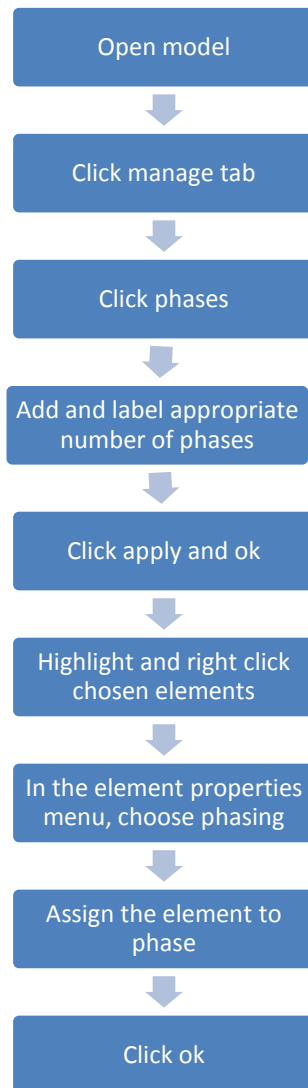 Open model
Click manage tab
Click phases
Add and label appropriate
number of phases
Click apply and ok
Highlight and right click
chosen elements
In the element properties
menu, choose phasing
Assign the element to
phase
Click ok